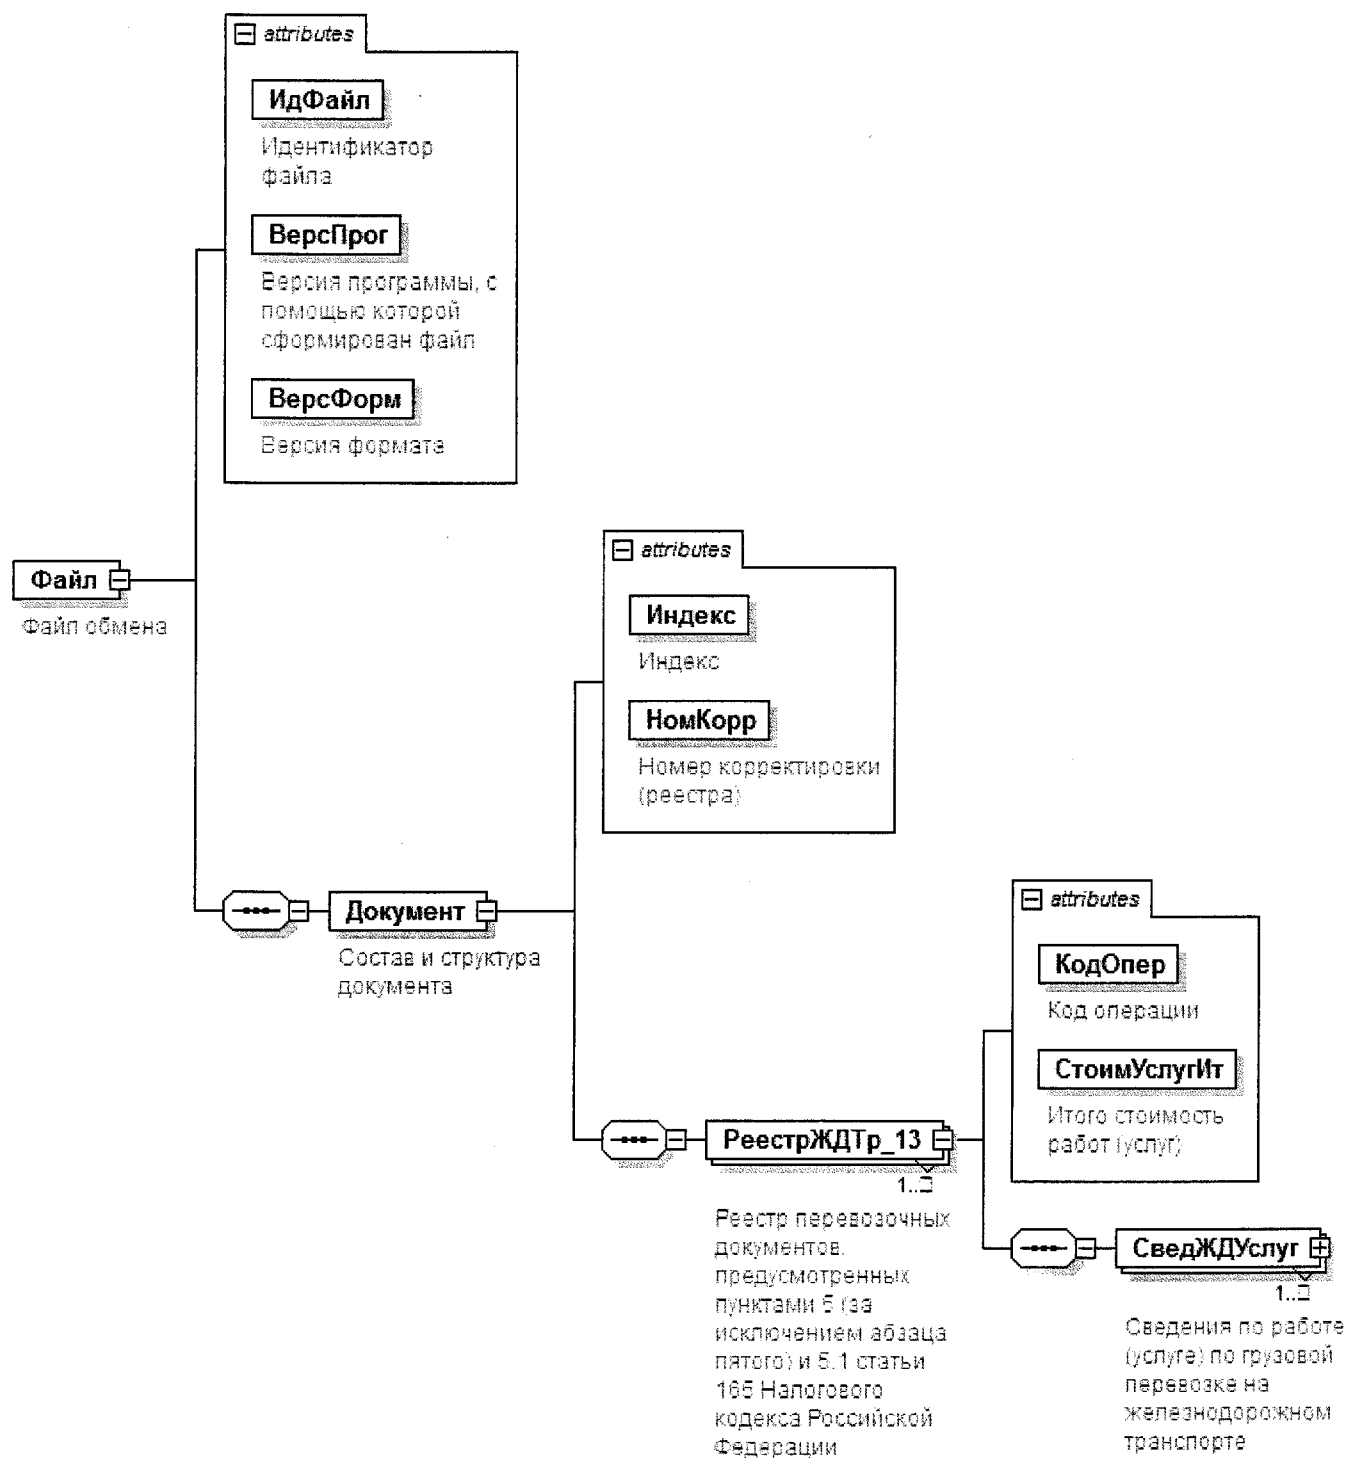 attributes
ИдФайл
Идентификатор
файла
ВерсПрог
Версия программы, с
помощью которой
сформирован файл
ВерсФорм
Версия формата
Файл
Файл обмена
attributes
Индекс
Индекс
НомКорр
Номер корректировки
(реестра)
Документ
Состав и структура
документа
attributes
КодОпер
Код операции
СтоимУслугИт
Итого стоимость
работ (услуг)
РеестрЖДТр_13
1..
Реестр перевозочных
документов,
предусмотренных
пунктами 5 (за
исключением абзаца
пятого) и 5.1 статьи
165 Налогового
кодекса Российской
Федерации
СведЖДУслуг
1..
Сведения по работе
(услуге) по грузовой
перевозке на
железнодорожном
транспорте